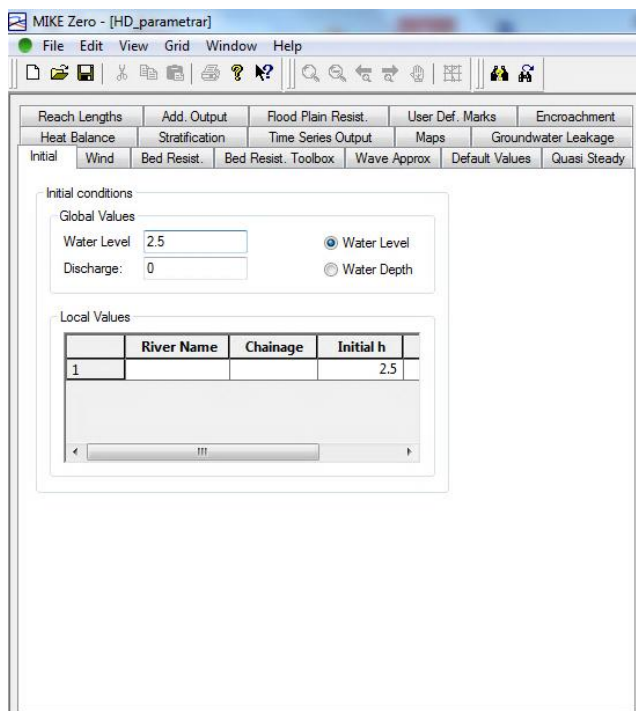 MIKE Zero - [HD_parametrar]
File Edit View Grid Window Help
Reach Lengths Add. Output Flood Plain Resist. User Def. Marks Encroachment
Heat Balance Stratification Time Series Output Maps Groundwater Leakage
Initial Wind Bed Resist. Bed Resist. Toolbox Wave Approx Default Values Quasi Steady
Initial conditions
Global Values
Water Level 2.5 Water Level
Discharge: 0 Water Depth
Local Values
River Name Chainage Initial h
1 2.5